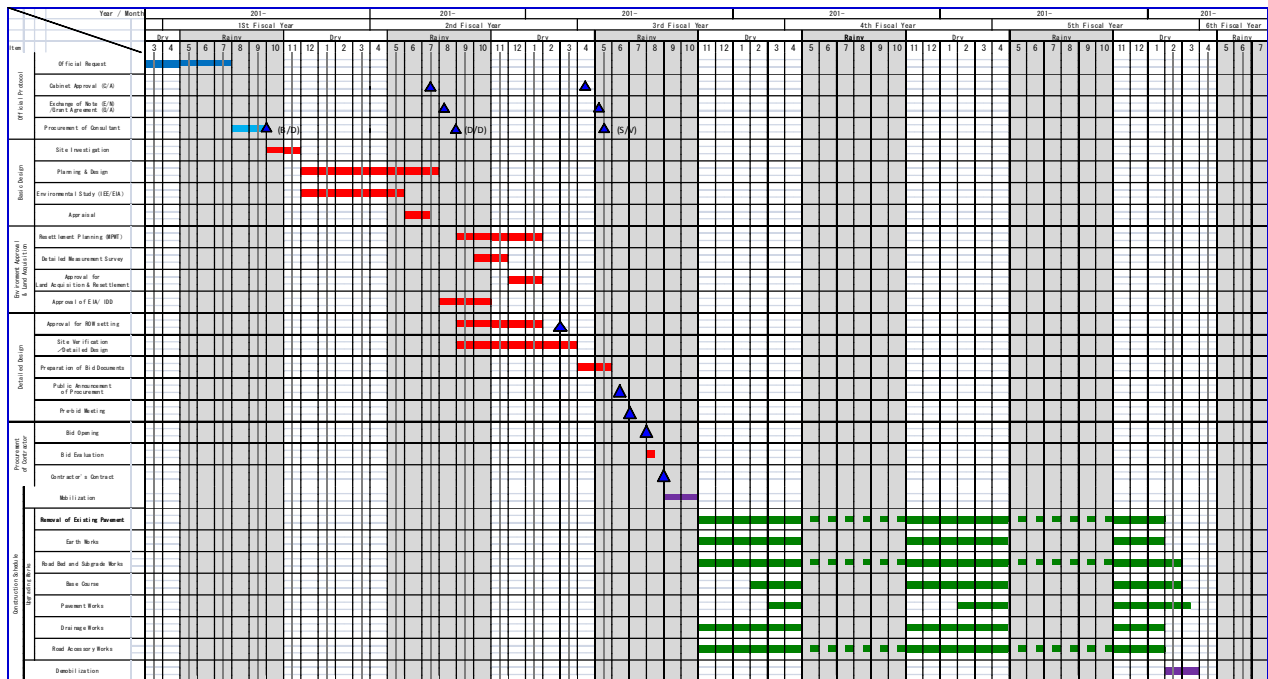 Year / Month
201-
201-
201-
201-
201-
1St Fiscal Year
2nd Fiscal Year
3rd Fiscal Year
4th Fiscal Year
5th Fiscal Year
6th Fiscal Year
Dry
Rainy
Dry
Rainy
Dry
Rainy
Dry
Rainy
Dry
Rainy
Dry
Rainy
Item
3 4 5 6 7 8 9 10 11 12 1 2 3 4 5 6 7 8 9 10 11 12 1 2 3 4 5 6 7 8 9 10 11 12 1 2 3 4 5 6 7 8 9 10 11 12 1 2 3 4 5 6 7 8 9 10 11 12 1 2 3 4 5 6 7
Official Protocol
Official Request
Cabinet Approval (C/A)
Exchange of Note (E/N)
/Grant Agreement (G/A)
Procurement of Consultant
(B/D)
(D/D)
(S/V)
Basic Design
Site Investigation
Planning & Design
Environmental Study (IEE/EIA)
Appraisal
Environment Approval
& Land Acquisition
Resettlement Planning (MPWT)
Detailed Measurement Survey
Approval for
Land Acquisition & Resettlement
Approval of EIA/ IDD
Detailed Design
Approval for ROW setting
Site Verification
/Detailed Design
Preparation of Bid Documents
Public Announcement
of Procurement
Pre-bid Meeting
Procurement
of Contractor
Bid Opening
Bid Evaluation
Contractor's Contract
Mobilization
Construction Schedule
Upgrading Works
Removal of Existing Pavement
Earth Works
Road Bed and Subgrade Works
Base Course
Pavement Works
Drainage Works
Road Accessory Works
Demobilization